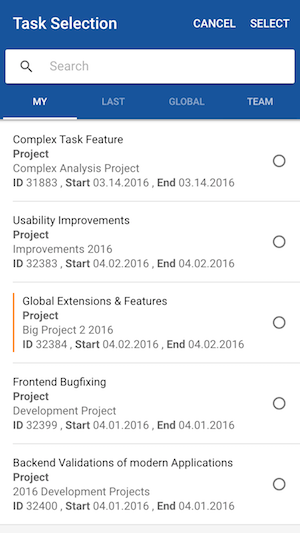 Task Selection CANCEL SELECT
Search
MY LAST GLOBAL TEAM
Complex Task Feature
Project
Complex Analysis Project
ID 31883 , Start 03.14.2016 , End 03.14.2016
Usability Improvements
Project
Improvements 2016
ID 32383 , Start 04.02.2016 , End 04.02.2016
Global Extensions & Features
Project
Big Project 2 2016
ID 32384 , Start 04.02.2016 , End 04.02.2016
Frontend Bugfixing
Project
Development Project
ID 32399 , Start 04.01.2016 , End 04.01.2016
Backend Validations of modern Applications
Project
2016 Development Projects
ID 32400 , Start 04.01.2016 , End 04.01.2016